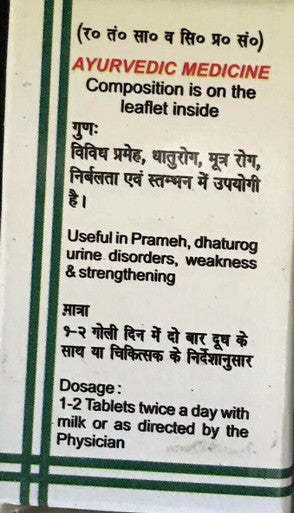 (र० तं० सा० व सि० प्र० सं०)
AYURVEDIC MEDICINE
Composition is on the
leaflet inside
गुणः
विविध प्रमेह, धातुरोग, मूत्र रोग,
निर्बलता एवं स्तम्भन में उपयोगी
है।
Useful in Prameh, dhaturog
urine disorders, weakness
& strengthening
मात्रा
१-२ गोली दिन में दो बार दूध के
साथ या चिकित्सक के निर्देशानुसार
Dosage :
1-2 Tablets twice a day with
milk or as directed by the
Physician